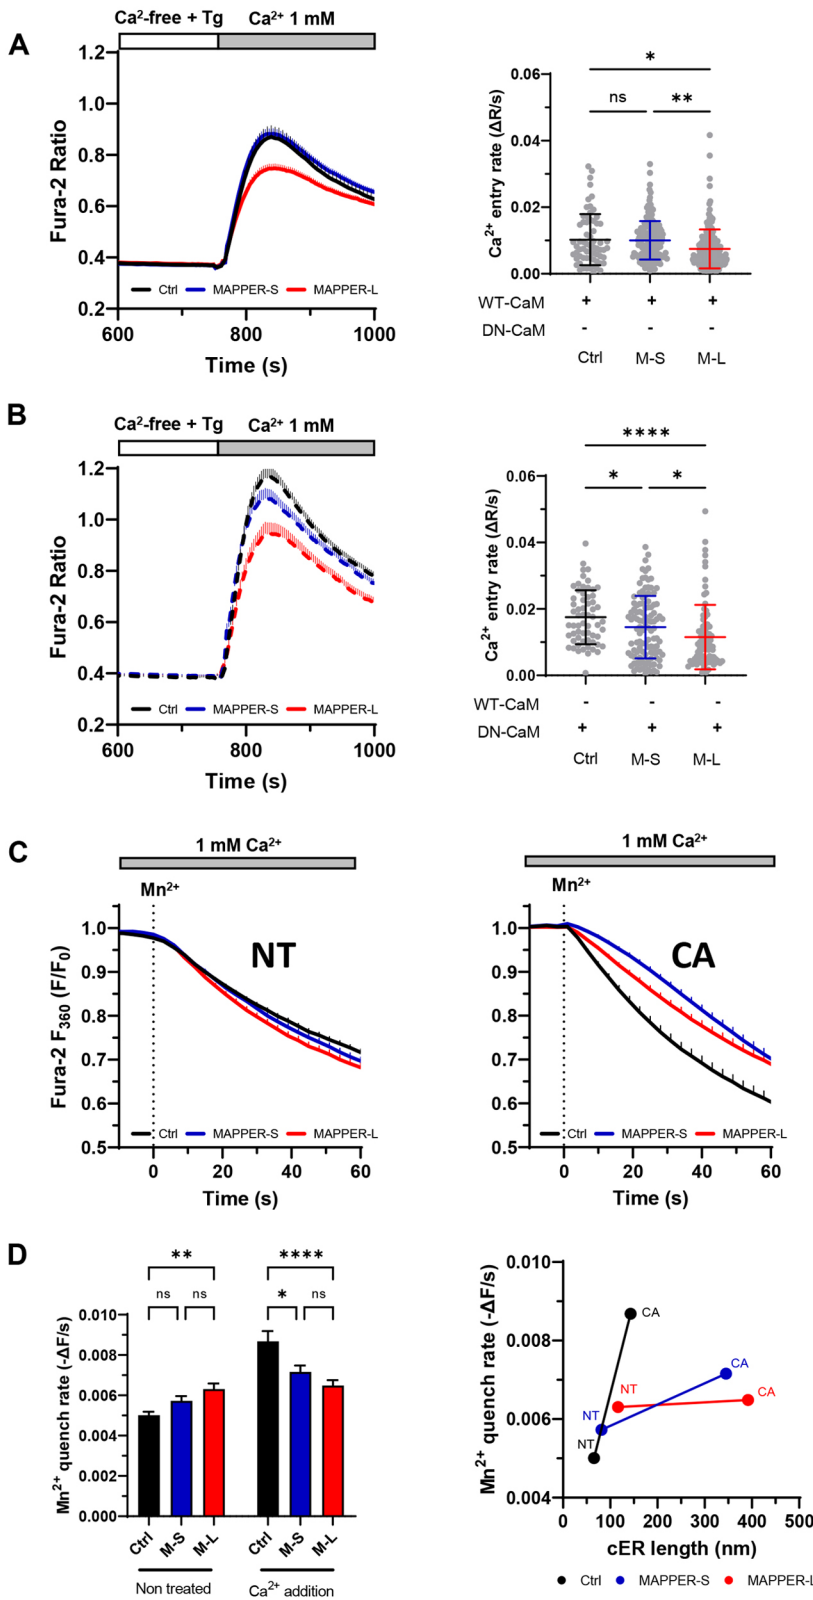 A
Ca²-free + Tg Ca²⁺ 1 mM
Fura-2 Ratio
1.2
1.0
0.8
0.6
0.4
0.2
Ctrl MAPPER-S MAPPER-L
600 800 1000
Time (s)
Ca²⁺ entry rate (ΔR/s)
0.06
0.04
0.02
0.00
*
ns **
WT-CaM + + +
DN-CaM - - -
Ctrl M-S M-L
B
Ca²-free + Tg Ca²⁺ 1 mM
Fura-2 Ratio
1.2
1.0
0.8
0.6
0.4
0.2
Ctrl MAPPER-S MAPPER-L
600 800 1000
Time (s)
Ca²⁺ entry rate (ΔR/s)
0.06
0.04
0.02
0.00
****
* *
WT-CaM - - -
DN-CaM + + +
Ctrl M-S M-L
C
1 mM Ca²⁺
Mn²⁺
NT
Fura-2 F₃₆₀ (F/F₀)
1.0
0.9
0.8
0.7
0.6
0.5
Ctrl MAPPER-S MAPPER-L
0 20 40 60
Time (s)
1 mM Ca²⁺
Mn²⁺
CA
1.0
0.9
0.8
0.7
0.6
0.5
Ctrl MAPPER-S MAPPER-L
0 20 40 60
Time (s)
D
** ****
ns ns * ns
Mn²⁺ quench rate (-ΔF/s)
0.010
0.008
0.006
0.004
0.002
0.000
Ctrl M-S M-L Ctrl M-S M-L
Non treated Ca²⁺ addition
Mn²⁺ quench rate (-ΔF/s)
0.010
0.008
0.006
0.004
CA
CA
NT CA
NT
NT
0 100 200 300 400 500
cER length (nm)
Ctrl MAPPER-S MAPPER-L